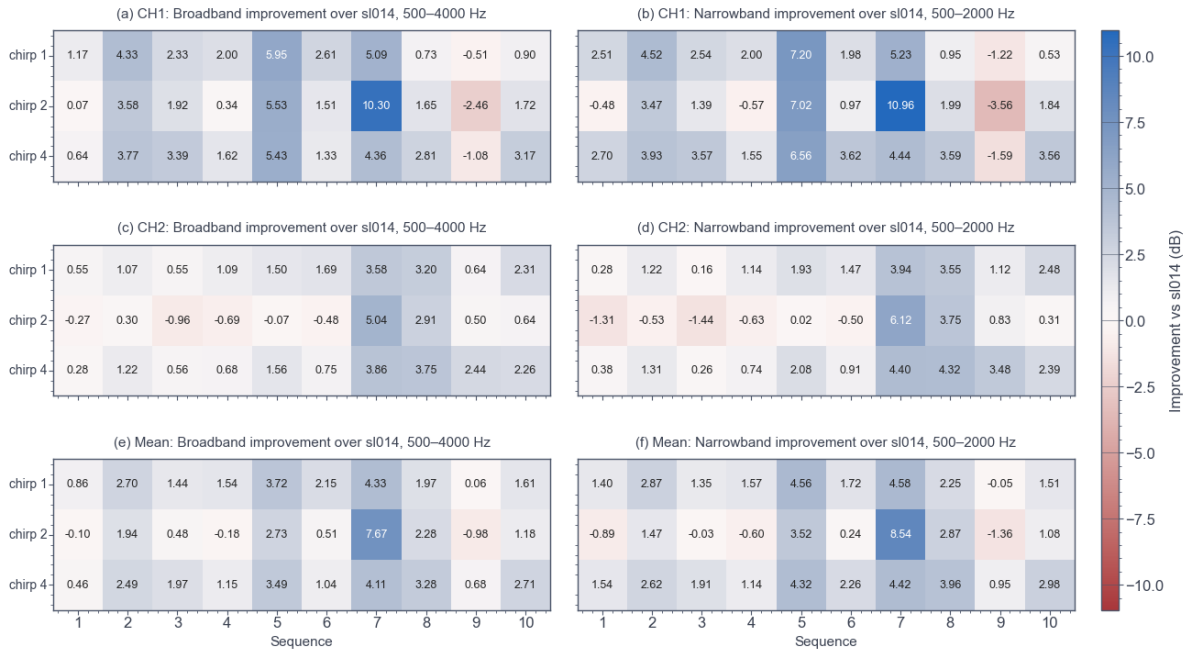 (a) CH1: Broadband improvement over sl014, 500–4000 Hz
chirp 1 1.17 4.33 2.33 2.00 5.95 2.61 5.09 0.73 -0.51 0.90
chirp 2 0.07 3.58 1.92 0.34 5.53 1.51 10.30 1.65 -2.46 1.72
chirp 4 0.64 3.77 3.39 1.62 5.43 1.33 4.36 2.81 -1.08 3.17
(b) CH1: Narrowband improvement over sl014, 500–2000 Hz
2.51 4.52 2.54 2.00 7.20 1.98 5.23 0.95 -1.22 0.53
-0.48 3.47 1.39 -0.57 7.02 0.97 10.96 1.99 -3.56 1.84
2.70 3.93 3.57 1.55 6.56 3.62 4.44 3.59 -1.59 3.56
(c) CH2: Broadband improvement over sl014, 500–4000 Hz
chirp 1 0.55 1.07 0.55 1.09 1.50 1.69 3.58 3.20 0.64 2.31
chirp 2 -0.27 0.30 -0.96 -0.69 -0.07 -0.48 5.04 2.91 0.50 0.64
chirp 4 0.28 1.22 0.56 0.68 1.56 0.75 3.86 3.75 2.44 2.26
(d) CH2: Narrowband improvement over sl014, 500–2000 Hz
0.28 1.22 0.16 1.14 1.93 1.47 3.94 3.55 1.12 2.48
-1.31 -0.53 -1.44 -0.63 0.02 -0.50 6.12 3.75 0.83 0.31
0.38 1.31 0.26 0.74 2.08 0.91 4.40 4.32 3.48 2.39
(e) Mean: Broadband improvement over sl014, 500–4000 Hz
chirp 1 0.86 2.70 1.44 1.54 3.72 2.15 4.33 1.97 0.06 1.61
chirp 2 -0.10 1.94 0.48 -0.18 2.73 0.51 7.67 2.28 -0.98 1.18
chirp 4 0.46 2.49 1.97 1.15 3.49 1.04 4.11 3.28 0.68 2.71
1 2 3 4 5 6 7 8 9 10
Sequence
(f) Mean: Narrowband improvement over sl014, 500–2000 Hz
1.40 2.87 1.35 1.57 4.56 1.72 4.58 2.25 -0.05 1.51
-0.89 1.47 -0.03 -0.60 3.52 0.24 8.54 2.87 -1.36 1.08
1.54 2.62 1.91 1.14 4.32 2.26 4.42 3.96 0.95 2.98
1 2 3 4 5 6 7 8 9 10
Sequence
10.0
7.5
5.0
2.5
0.0
−2.5
−5.0
−7.5
−10.0
Improvement vs sl014 (dB)